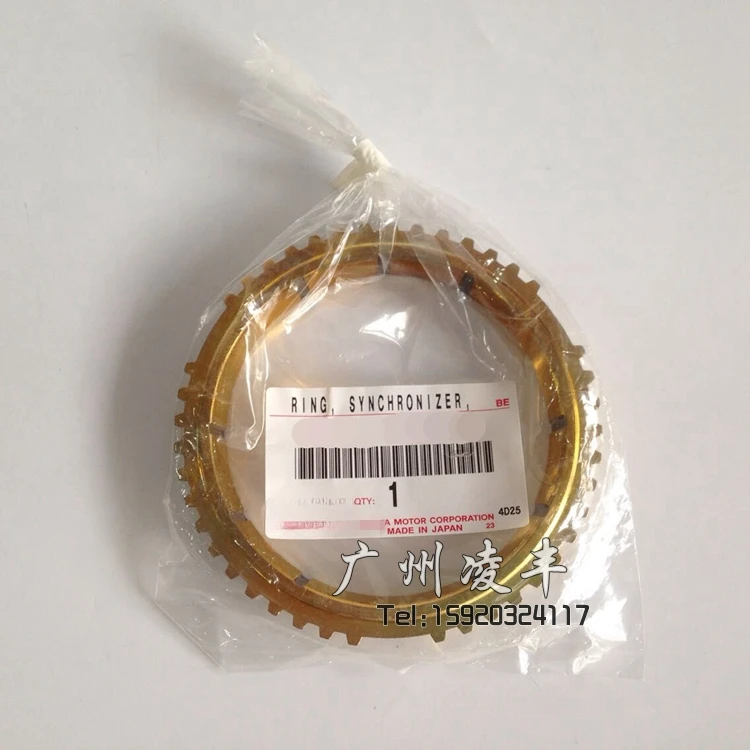 RING, SYNCHRONIZER, BE
QTY: 1
A MOTOR CORPORATION 4D25
MADE IN JAPAN 23
广州凌丰
Tel:15920324117